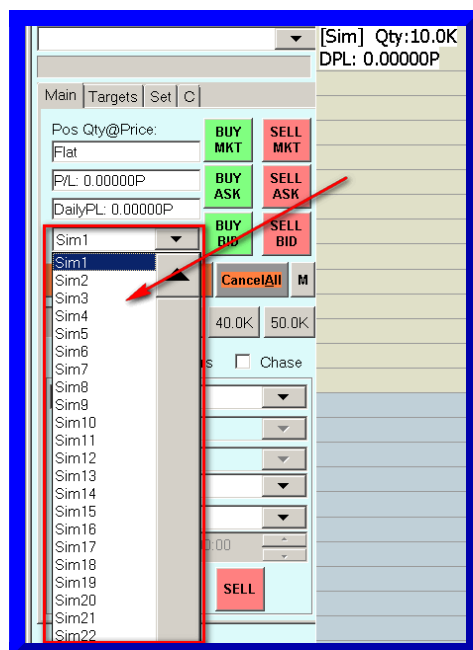 [Sim] Qty:10.0K
DPL: 0.00000P
Main Targets Set C
Pos Qty@Price:
Flat
P/L: 0.00000P
DailyPL: 0.00000P
BUY MKT
SELL MKT
BUY ASK
SELL ASK
BUY BID
SELL BID
Sim1
Sim1
Sim2
Sim3
Sim4
Sim5
Sim6
Sim7
Sim8
Sim9
Sim10
Sim11
Sim12
Sim13
Sim14
Sim15
Sim16
Sim17
Sim18
Sim19
Sim20
Sim21
Sim22
CancelAll M
40.0K 50.0K
s Chase
:00
SELL